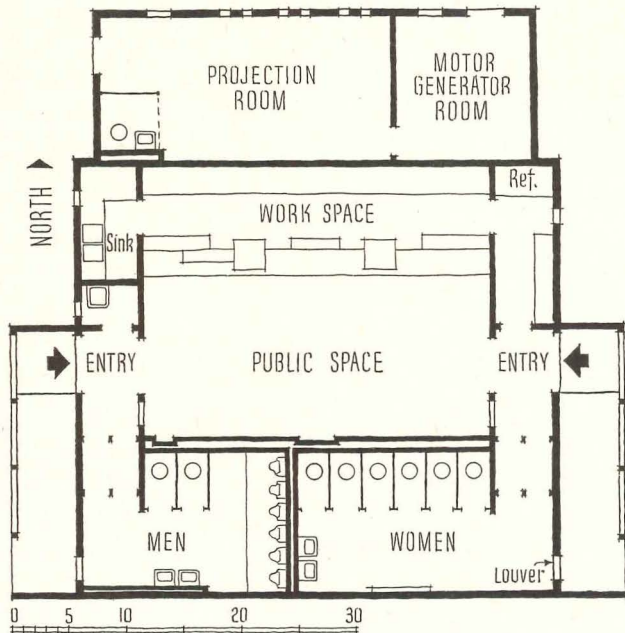 PROJECTION
ROOM
MOTOR
GENERATOR
ROOM
NORTH
Ref.
WORK SPACE
Sink
ENTRY
PUBLIC SPACE
ENTRY
MEN
WOMEN
Louver
0 5 10 20 30